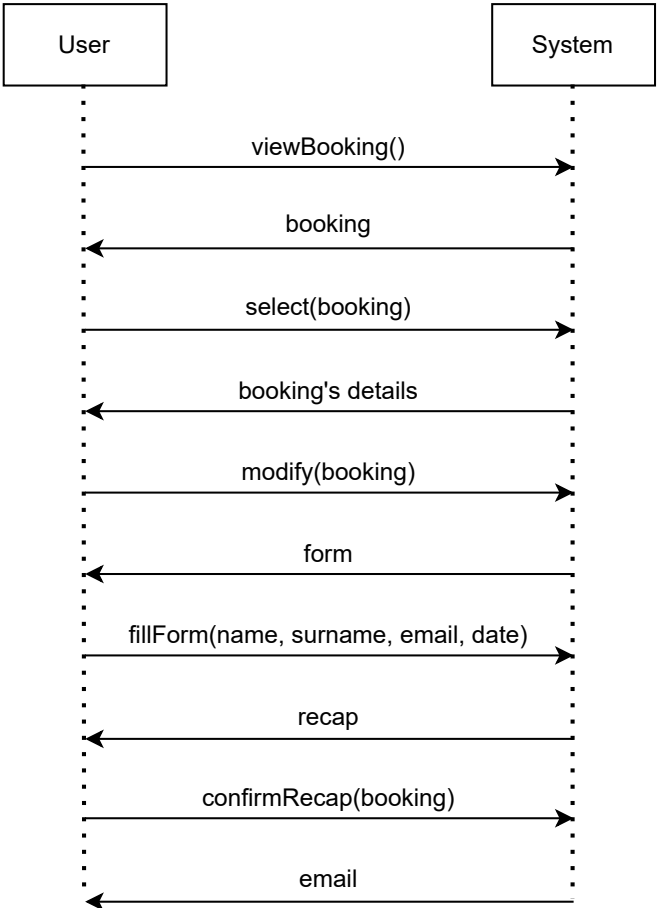 User
System
viewBooking()
booking
select(booking)
booking's details
modify(booking)
form
fillForm(name, surname, email, date)
recap
confirmRecap(booking)
email